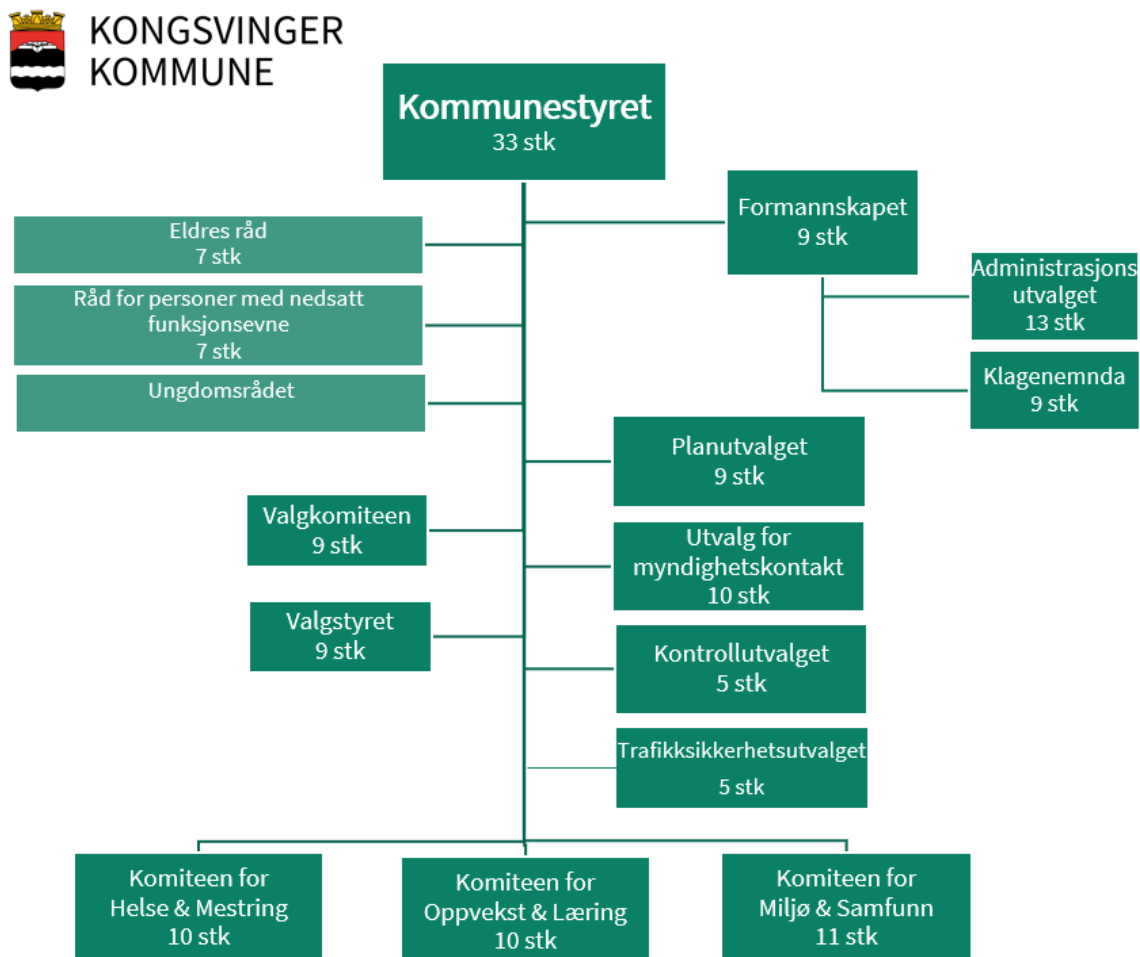 KONGSVINGER
KOMMUNE
Kommunestyret
33 stk
Formannskapet
9 stk
Eldres råd
7 stk
Administrasjons
utvalget
13 stk
Råd for personer med nedsatt
funksjonsevne
7 stk
Klagenemnda
9 stk
Ungdomsrådet
Planutvalget
9 stk
Valgkomiteen
9 stk
Utvalg for
myndighetskontakt
10 stk
Valgstyret
9 stk
Kontrollutvalget
5 stk
Trafikksikkerhetsutvalget
5 stk
Komiteen for
Helse & Mestring
10 stk
Komiteen for
Oppvekst & Læring
10 stk
Komiteen for
Miljø & Samfunn
11 stk